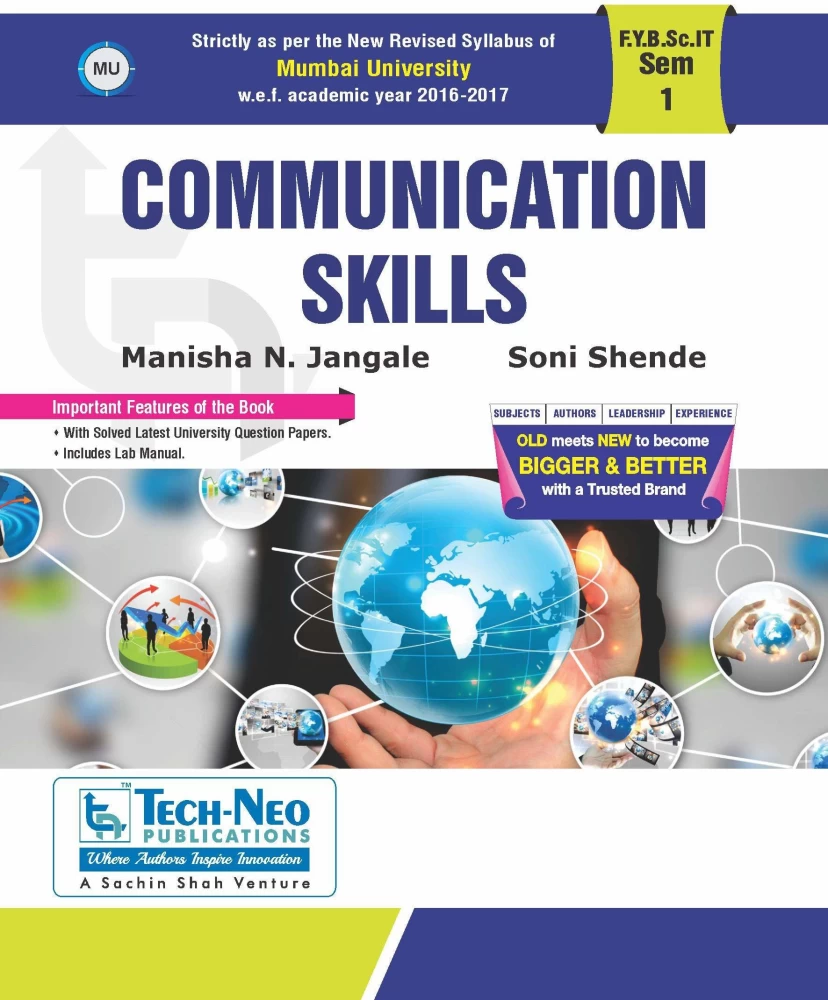 MU
Strictly as per the New Revised Syllabus of
Mumbai University
w.e.f. academic year 2016-2017
F.Y.B.Sc.IT
Sem
1
COMMUNICATION
SKILLS
Manisha N. Jangale Soni Shende
Important Features of the Book
• With Solved Latest University Question Papers.
• Includes Lab Manual.
SUBJECTS | AUTHORS | LEADERSHIP | EXPERIENCE
OLD meets NEW to become
BIGGER & BETTER
with a Trusted Brand
TM
TECH-NEO
PUBLICATIONS
Where Authors Inspire Innovation
A Sachin Shah Venture